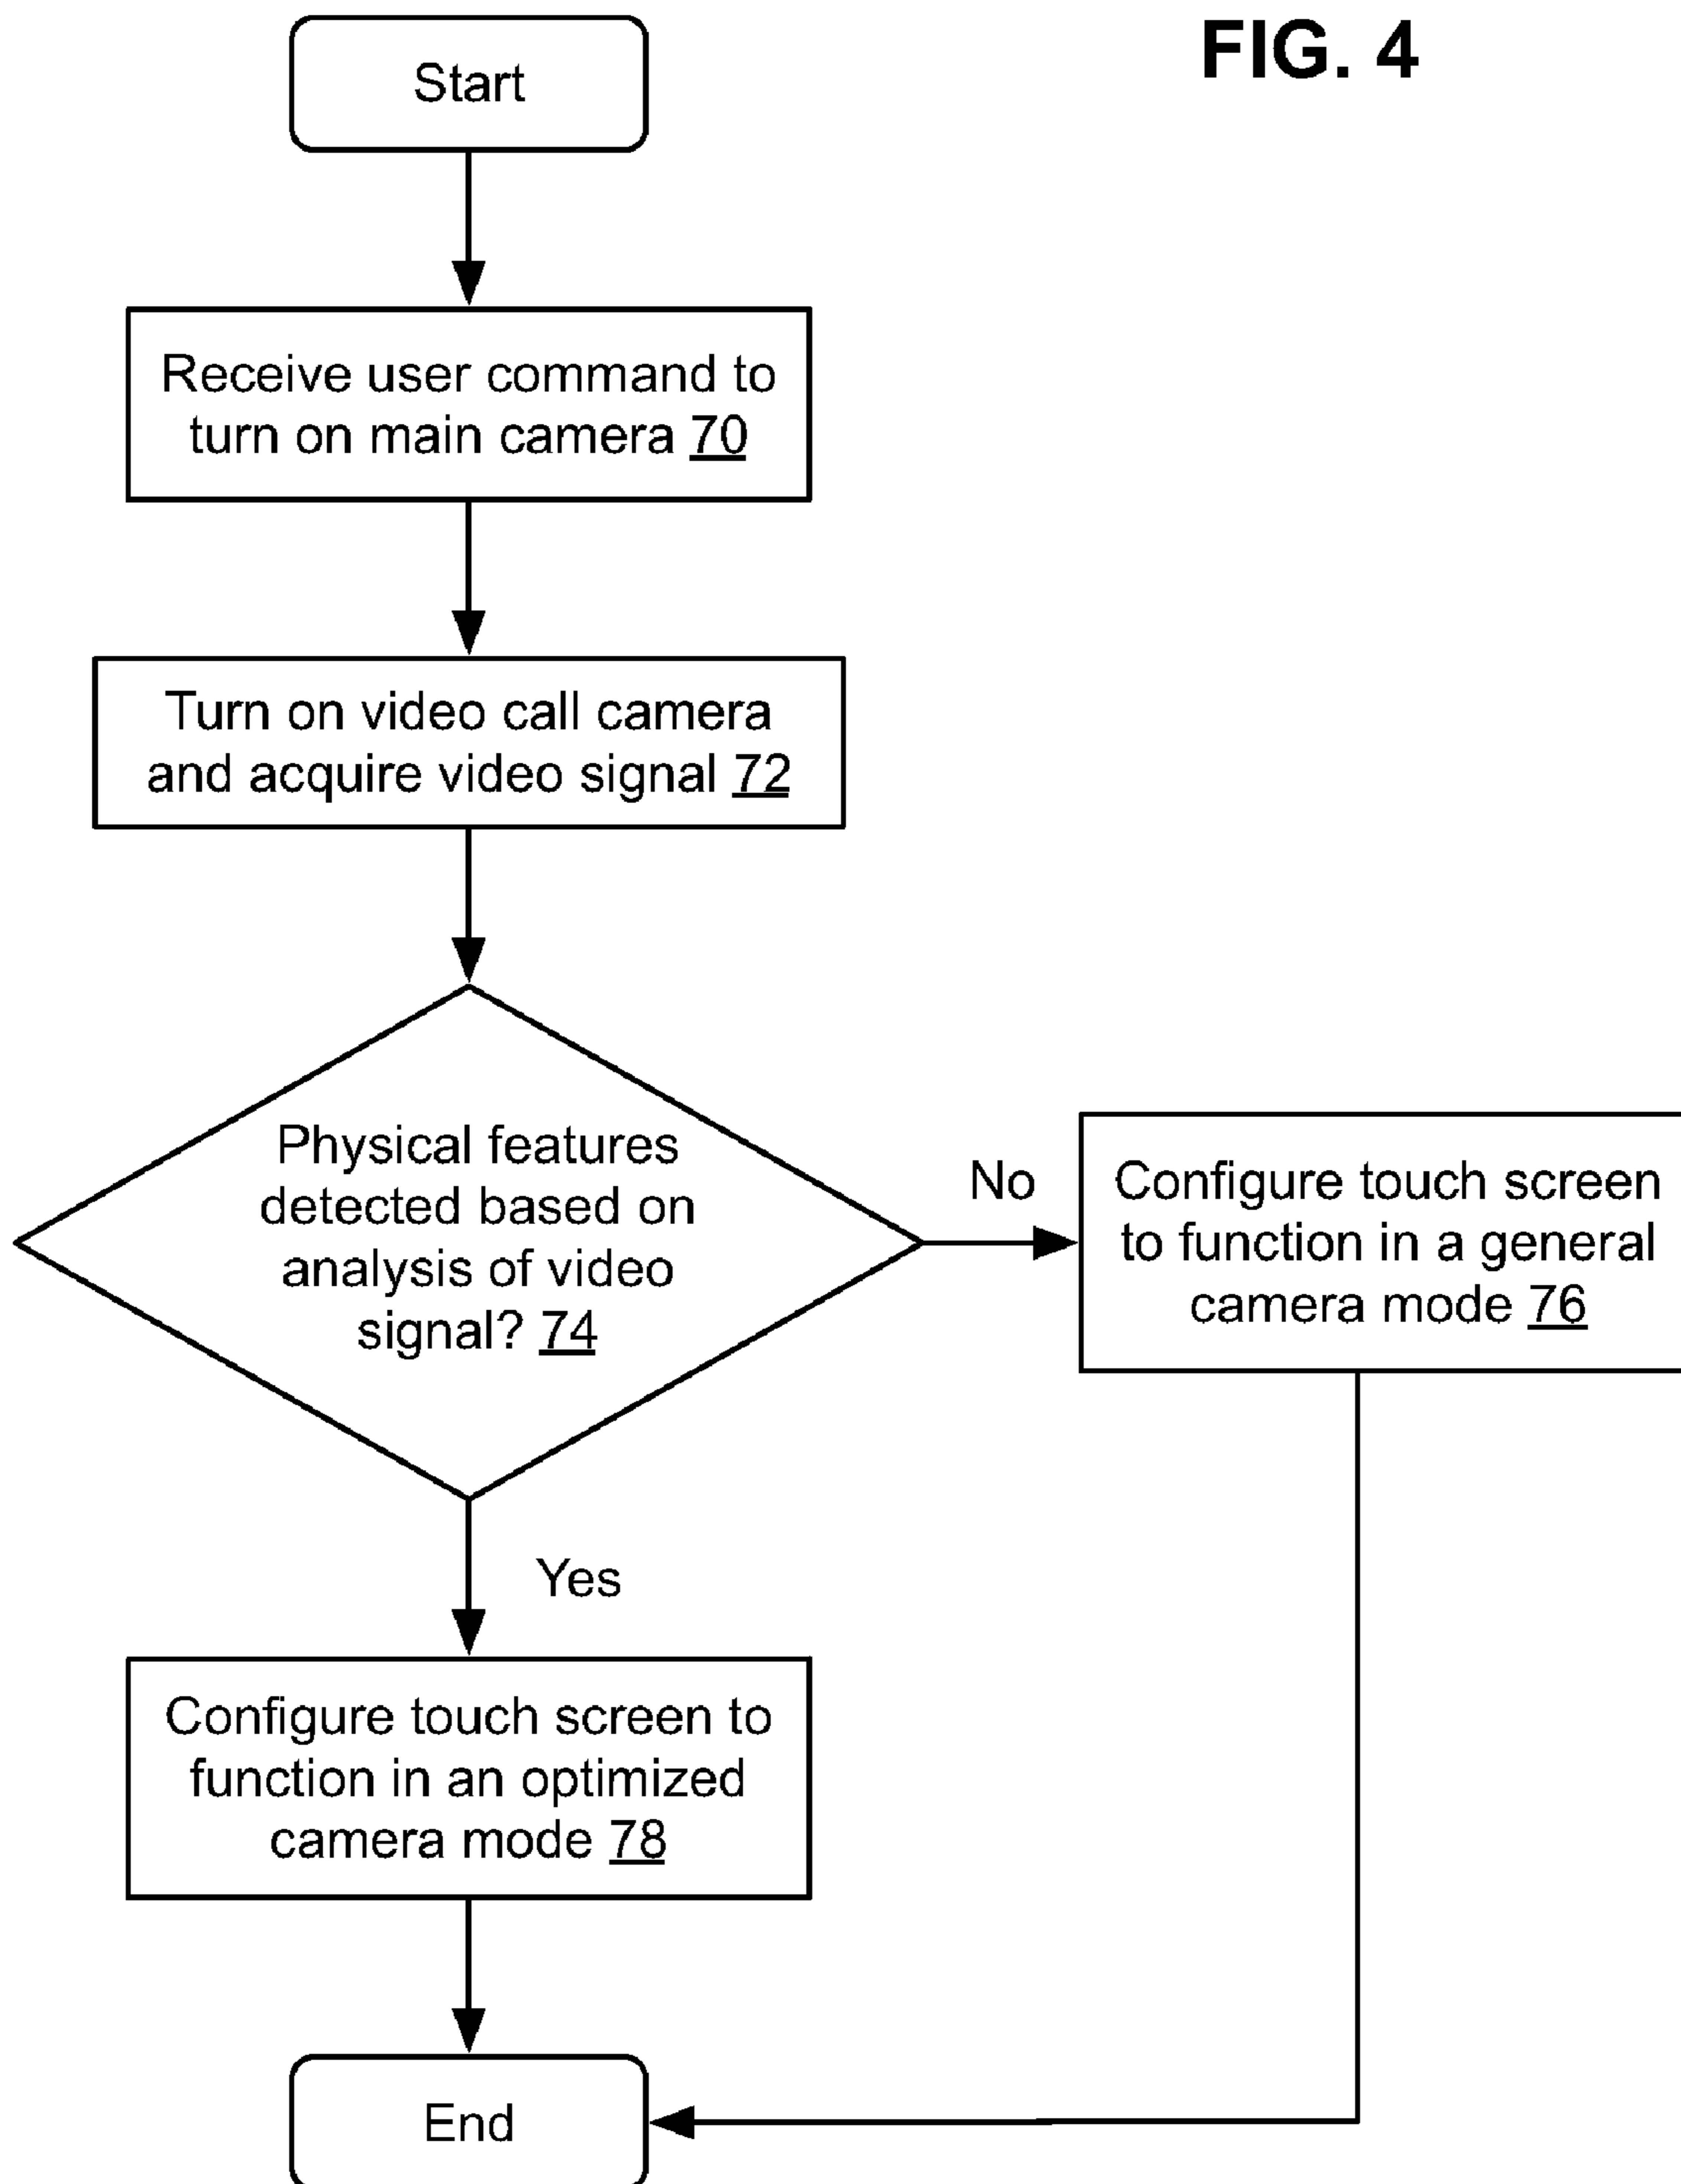 FIG. 4
Start
Receive user command to
turn on main camera 70
Turn on video call camera
and acquire video signal 72
Physical features
detected based on
analysis of video
signal? 74
No
Configure touch screen
to function in a general
camera mode 76
Yes
Configure touch screen to
function in an optimized
camera mode 78
End